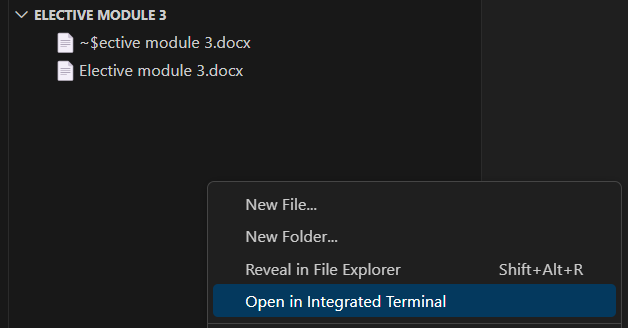 ELECTIVE MODULE 3
~$ective module 3.docx
Elective module 3.docx
New File...
New Folder...
Reveal in File Explorer Shift+Alt+R
Open in Integrated Terminal